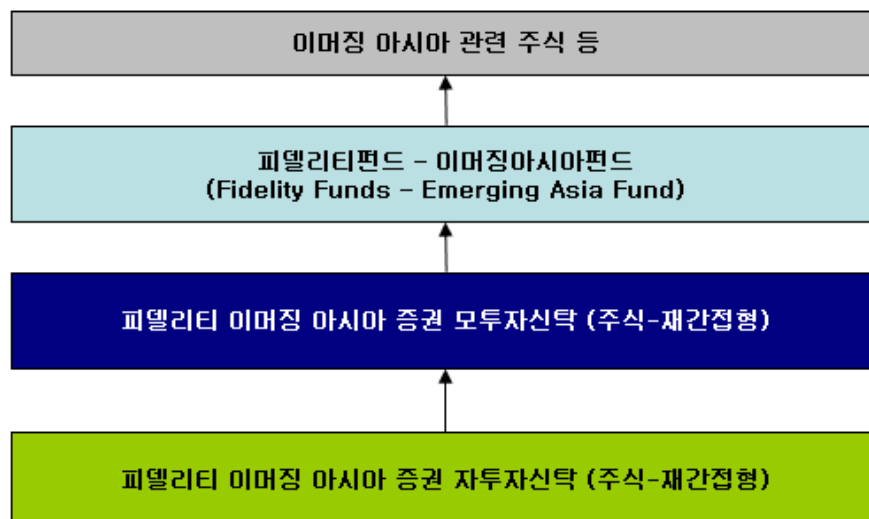 이머징 아시아 관련 주식 등
피델리티펀드 – 이머징아시아펀드
(Fidelity Funds – Emerging Asia Fund)
피델리티 이머징 아시아 증권 모투자신탁 (주식-재간접형)
피델리티 이머징 아시아 증권 자투자신탁 (주식-재간접형)